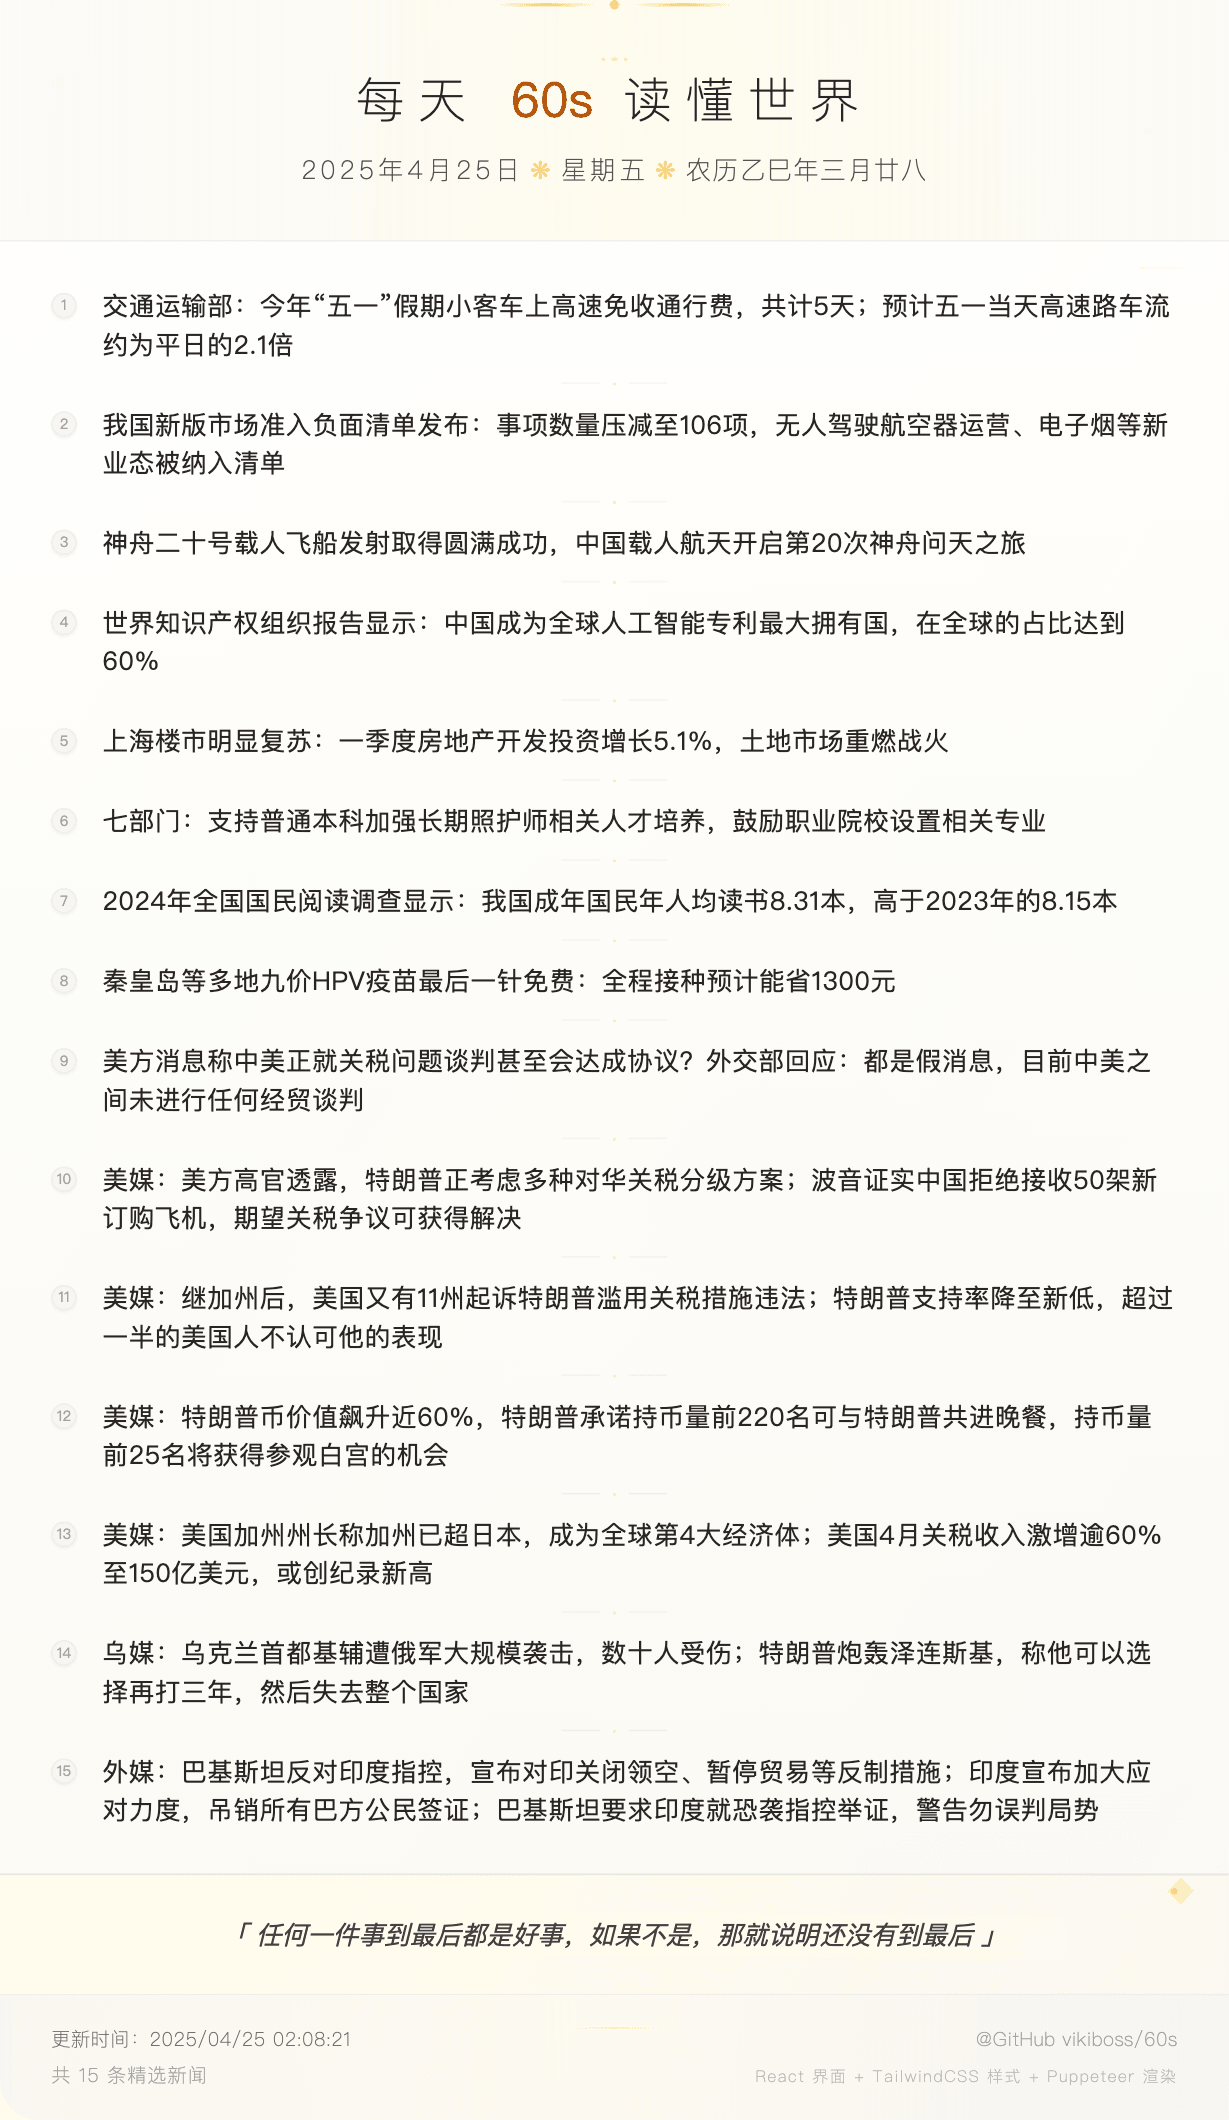 每天 60s 读懂世界
2025年4月25日 ❋ 星期五 ❋ 农历乙巳年三月廿八
1 交通运输部：今年“五一”假期小客车上高速免收通行费，共计5天；预计五一当天高速路车流
约为平日的2.1倍
2 我国新版市场准入负面清单发布：事项数量压减至106项，无人驾驶航空器运营、电子烟等新
业态被纳入清单
3 神舟二十号载人飞船发射取得圆满成功，中国载人航天开启第20次神舟问天之旅
4 世界知识产权组织报告显示：中国成为全球人工智能专利最大拥有国，在全球的占比达到
60%
5 上海楼市明显复苏：一季度房地产开发投资增长5.1%，土地市场重燃战火
6 七部门：支持普通本科加强长期照护师相关人才培养，鼓励职业院校设置相关专业
7 2024年全国国民阅读调查显示：我国成年国民年人均读书8.31本，高于2023年的8.15本
8 秦皇岛等多地九价HPV疫苗最后一针免费：全程接种预计能省1300元
9 美方消息称中美正就关税问题谈判甚至会达成协议？外交部回应：都是假消息，目前中美之
间未进行任何经贸谈判
10 美媒：美方高官透露，特朗普正考虑多种对华关税分级方案；波音证实中国拒绝接收50架新
订购飞机，期望关税争议可获得解决
11 美媒：继加州后，美国又有11州起诉特朗普滥用关税措施违法；特朗普支持率降至新低，超过
一半的美国人不认可他的表现
12 美媒：特朗普币价值飙升近60%，特朗普承诺持币量前220名可与特朗普共进晚餐，持币量
前25名将获得参观白宫的机会
13 美媒：美国加州州长称加州已超日本，成为全球第4大经济体；美国4月关税收入激增逾60%
至150亿美元，或创纪录新高
14 乌媒：乌克兰首都基辅遭俄军大规模袭击，数十人受伤；特朗普炮轰泽连斯基，称他可以选
择再打三年，然后失去整个国家
15 外媒：巴基斯坦反对印度指控，宣布对印关闭领空、暂停贸易等反制措施；印度宣布加大应
对力度，吊销所有巴方公民签证；巴基斯坦要求印度就恐袭指控举证，警告勿误判局势
「 任何一件事到最后都是好事，如果不是，那就说明还没有到最后 」
更新时间：2025/04/25 02:08:21
@GitHub vikiboss/60s
共 15 条精选新闻
React 界面 + TailwindCSS 样式 + Puppeteer 渲染